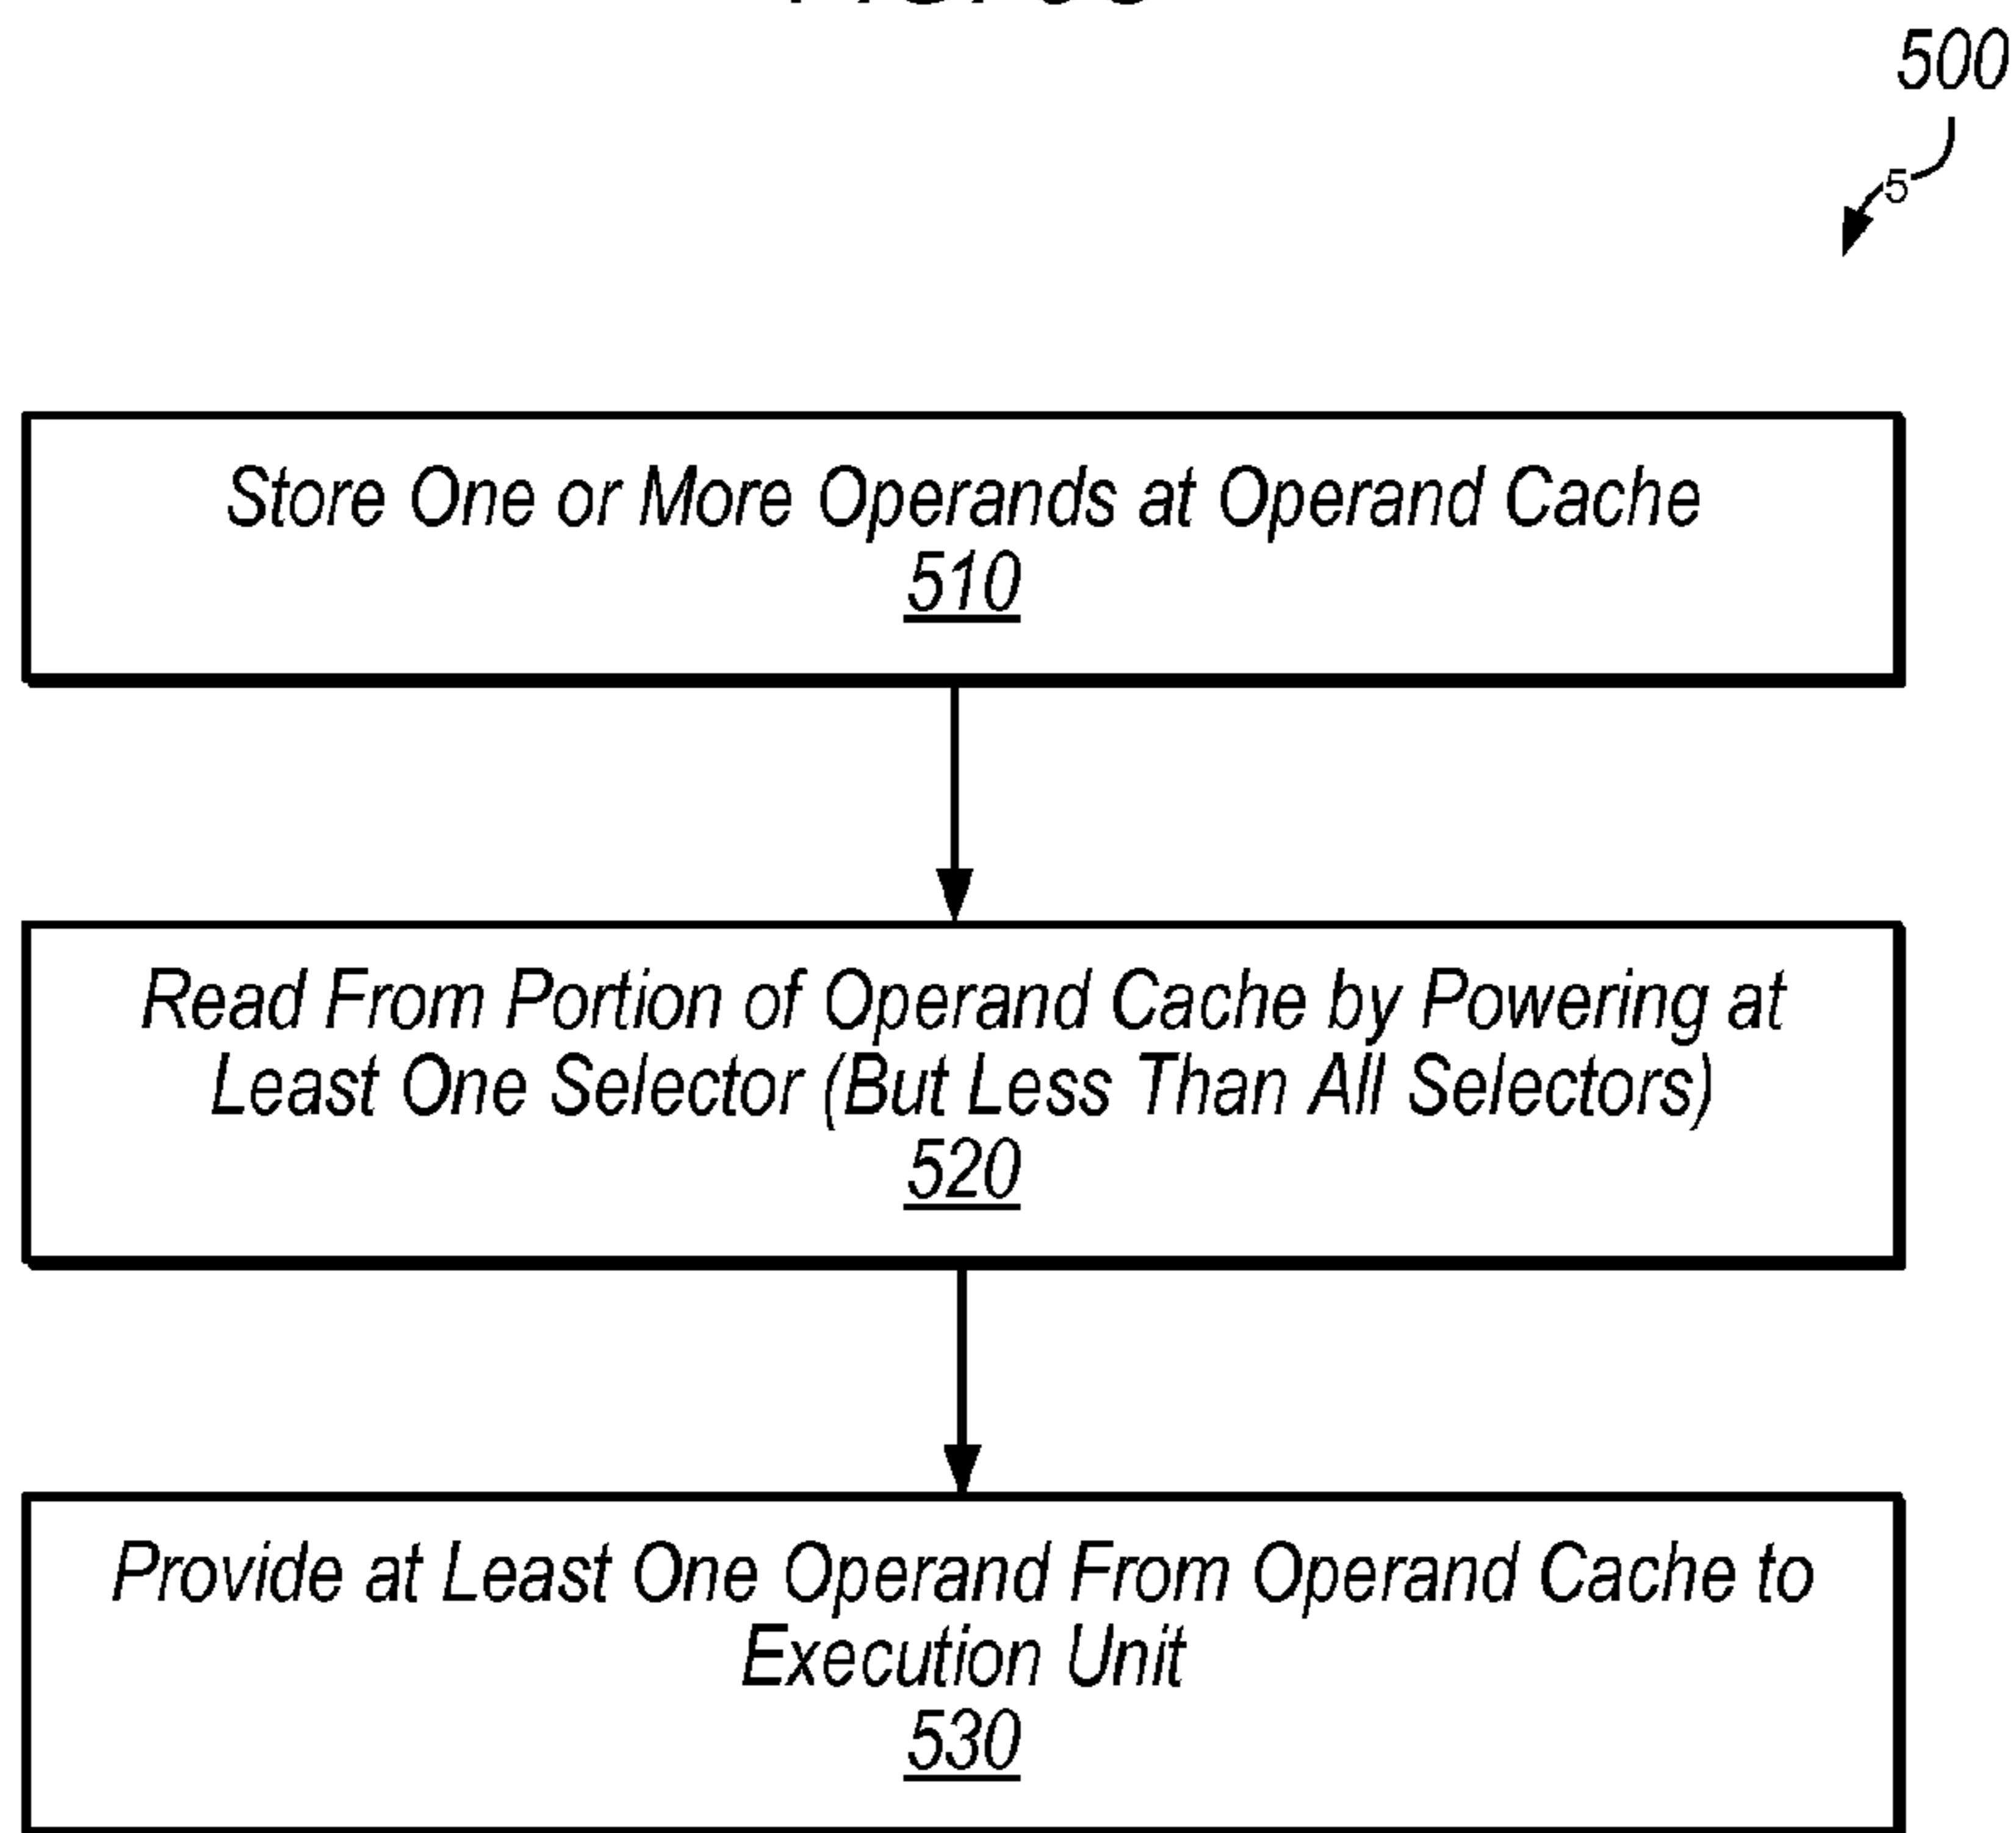 500
5
Store One or More Operands at Operand Cache
510
Read From Portion of Operand Cache by Powering at
Least One Selector (But Less Than All Selectors)
520
Provide at Least One Operand From Operand Cache to
Execution Unit
530